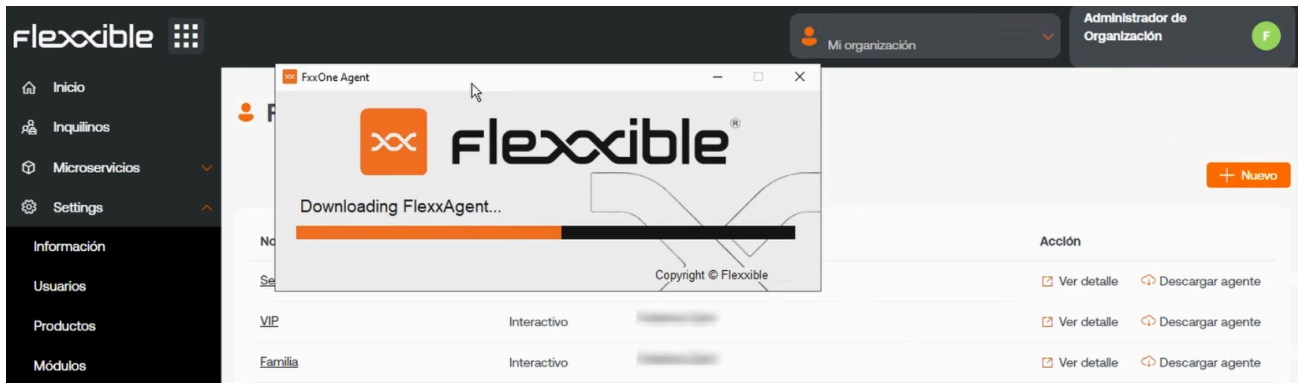 Flexxible
Mi organización
Administrador de
Organización
F
Inicio
Inquilinos
Microservicios
Settings
Información
Usuarios
Productos
Módulos
FxxOne Agent
Flexxible®
Downloading FlexxAgent...
Copyright © Flexxible
+ Nuevo
Acción
Ver detalle Descargar agente
VIP Interactivo Ver detalle Descargar agente
Familia Interactivo Ver detalle Descargar agente